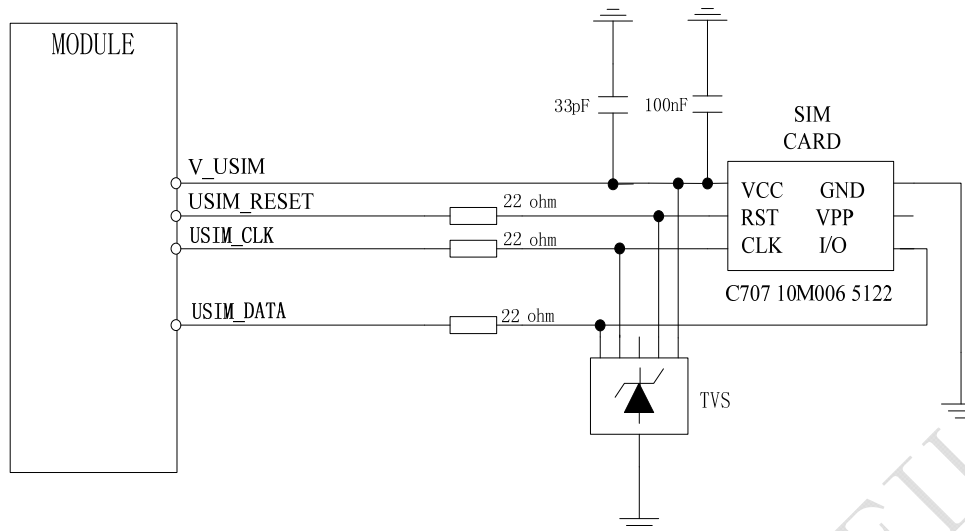 MODULE
33pF
100nF
SIM
CARD
V_USIM
VCC GND
USIM_RESET
22 ohm
RST VPP
USIM_CLK
22 ohm
CLK I/O
C707 10M006 5122
USIM_DATA
22 ohm
TVS